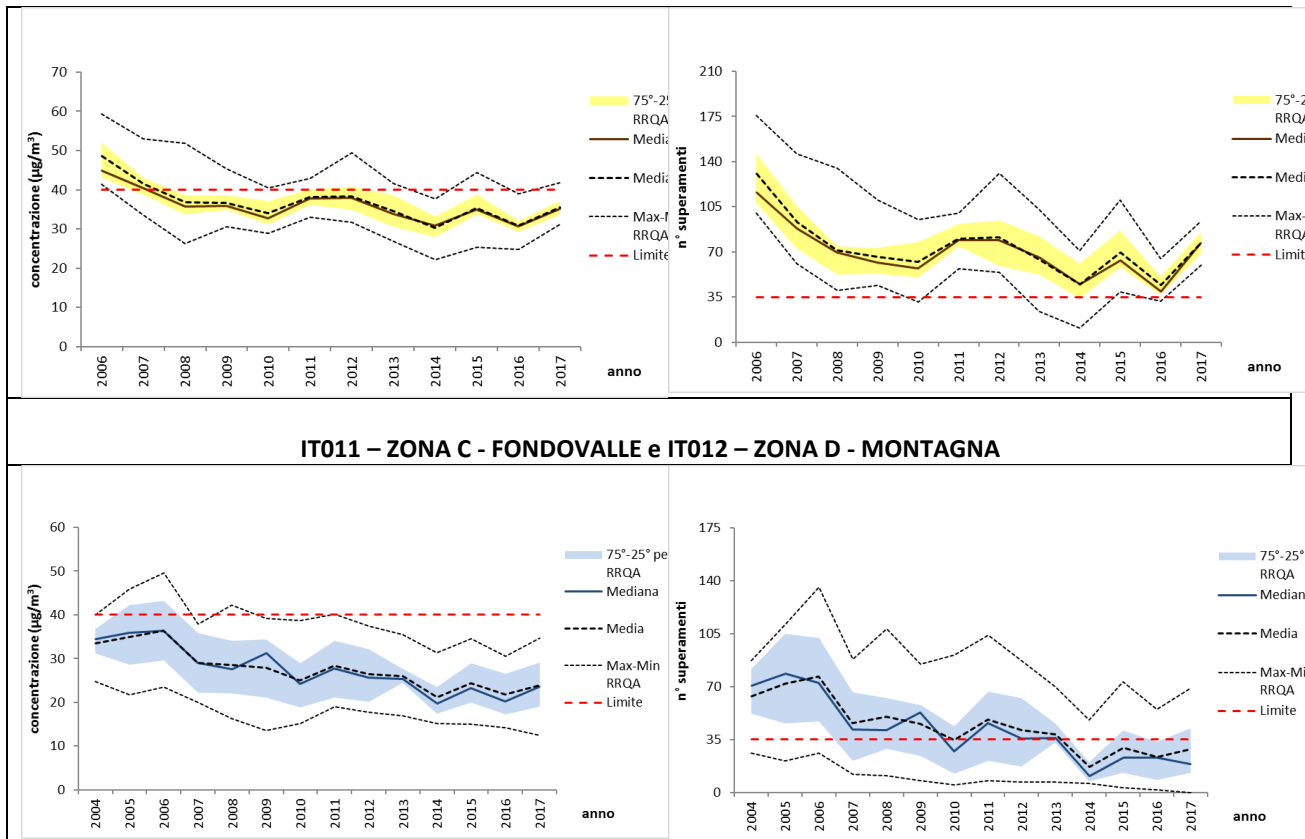 70
60
50
40
30
20
10
0
concentrazione (µg/m³)
2006 2007 2008 2009 2010 2011 2012 2013 2014 2015 2016 2017
anno
75°-25
RRQA
Media
Media
Max-M
RRQA
Limite
210
175
140
105
70
35
0
n° superamenti
2006 2007 2008 2009 2010 2011 2012 2013 2014 2015 2016 2017
anno
75°-2
RRQA
Medi
Medi
Max-
RRQA
Limite
IT011 – ZONA C - FONDOVALLE e IT012 – ZONA D - MONTAGNA
60
50
40
30
20
10
0
concentrazione (µg/m³)
2004 2005 2006 2007 2008 2009 2010 2011 2012 2013 2014 2015 2016 2017
anno
75°-25° pe
RRQA
Mediana
Media
Max-Min
RRQA
Limite
175
140
105
70
35
0
n° superamenti
2004 2005 2006 2007 2008 2009 2010 2011 2012 2013 2014 2015 2016 2017
anno
75°-25
RRQA
Median
Media
Max-Mi
RRQA
Limite